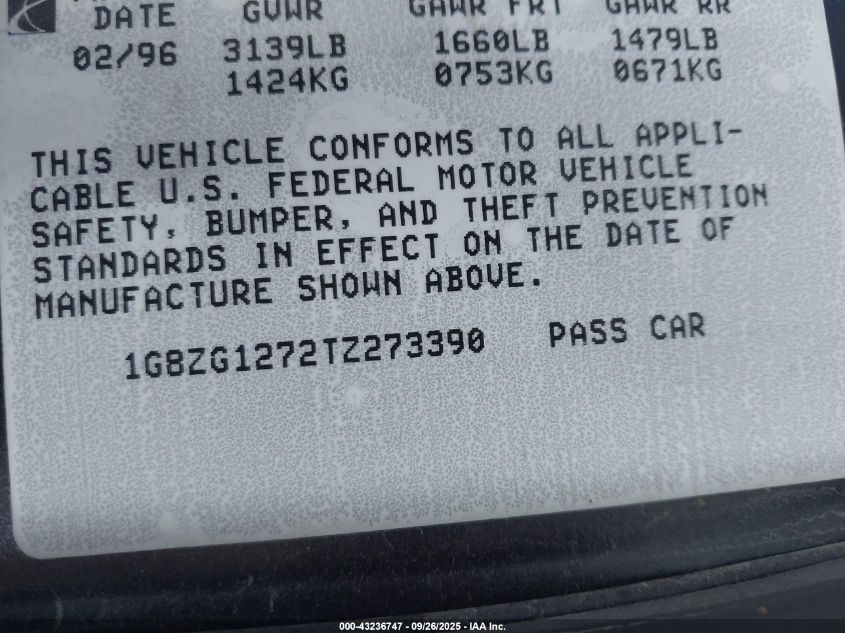 DATE GVWR GAWR FRT GAWR RR
02/96 3139LB 1660LB 1479LB
1424KG 0753KG 0671KG
THIS VEHICLE CONFORMS TO ALL APPLI-
CABLE U.S. FEDERAL MOTOR VEHICLE
SAFETY, BUMPER, AND THEFT PREVENTION
STANDARDS IN EFFECT ON THE DATE OF
MANUFACTURE SHOWN ABOVE.
1G8ZG1272TZ273390 PASS CAR
000-43236747 - 09/26/2025 - IAA Inc.